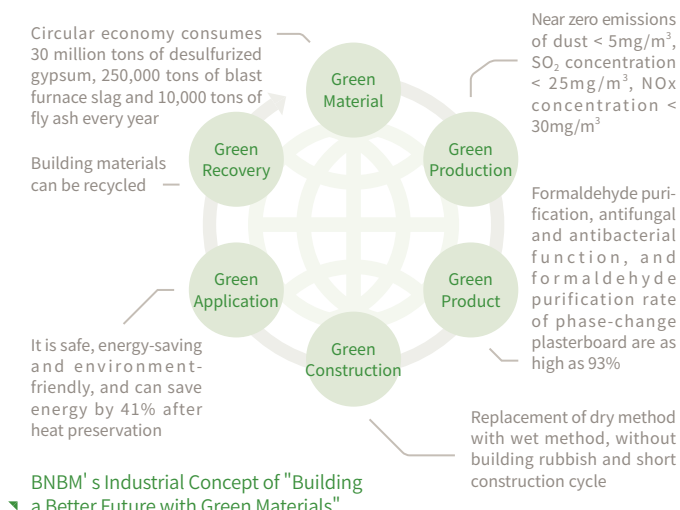 Circular economy consumes
30 million tons of desulfurized
gypsum, 250,000 tons of blast
furnace slag and 10,000 tons of
fly ash every year
Green
Material
Near zero emissions
of dust < 5mg/m³,
SO₂ concentration
< 25mg/m³, NOx
concentration <
30mg/m³
Green
Recovery
Green
Production
Building materials
can be recycled
Formaldehyde puri-
fication, antifungal
and antibacterial
function, and
formaldehyde
purification rate
of phase-change
plasterboard are as
high as 93%
Green
Application
Green
Product
It is safe, energy-saving
and environment-
friendly, and can save
energy by 41% after
heat preservation
Green
Construction
Replacement of dry method
with wet method, without
building rubbish and short
construction cycle
BNBM' s Industrial Concept of "Building
a Better Future with Green Materials"